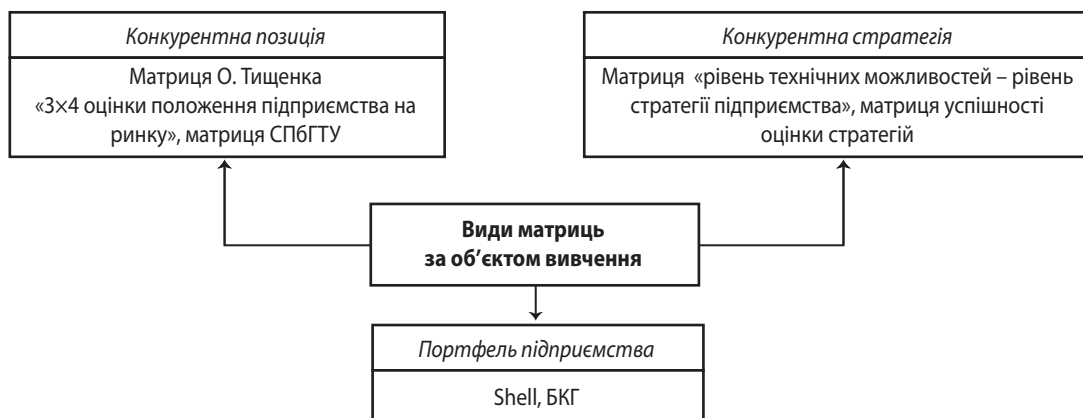 Конкурентна позиція
Матриця О. Тищенка
«3×4 оцінки положення підприємства на
ринку», матриця СПбГТУ
Конкурентна стратегія
Матриця «рівень технічних можливостей – рівень
стратегії підприємства», матриця успішності
оцінки стратегій
Види матриць
за об’єктом вивчення
Портфель підприємства
Shell, БКГ